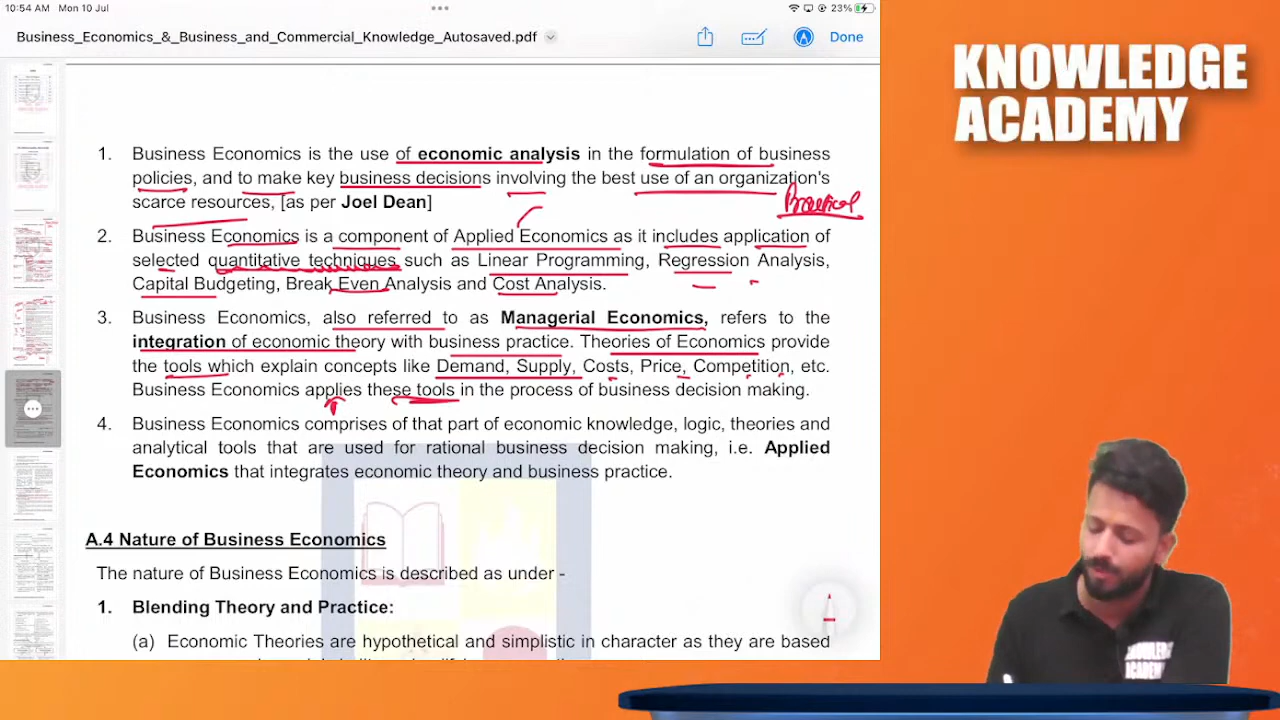 10:54 AM Mon 10 Jul
23%
Business_Economics_&_Business_and_Commercial_Knowledge_Autosaved.pdf
Done
KNOWLEDGE
ACADEMY
1. Business Economics is the use of economic analysis in the formulation of business
policies and to make key business decisions involving the best use of an organization's
scarce resources, [as per Joel Dean]
Practical
2. Business Economics is a component of Applied Economics as it includes application of
selected quantitative techniques such as Linear Programming, Regression Analysis,
Capital Budgeting, Break Even Analysis and Cost Analysis.
3. Business Economics also referred to as Managerial Economics, refers to the
integration of economic theory with business practice. Theories of Economics provide
the tools which explain concepts like Demand, Supply, Costs, Price, Competition, etc.
Business Economics applies these tools in the process of business decision making.
4. Business Economics comprises of that part of economic knowledge, logic, theories and
analytical tools that are used for rational business decision making, i.e. Applied
Economics that integrates economic theory and business practice.
A.4 Nature of Business Economics
The nature of Business Economics is described as under -
1. Blending Theory and Practice:
(a) Economic Theories are hypothetical and simplistic in character as they are based
KNOWLEDGE
ACADEMY